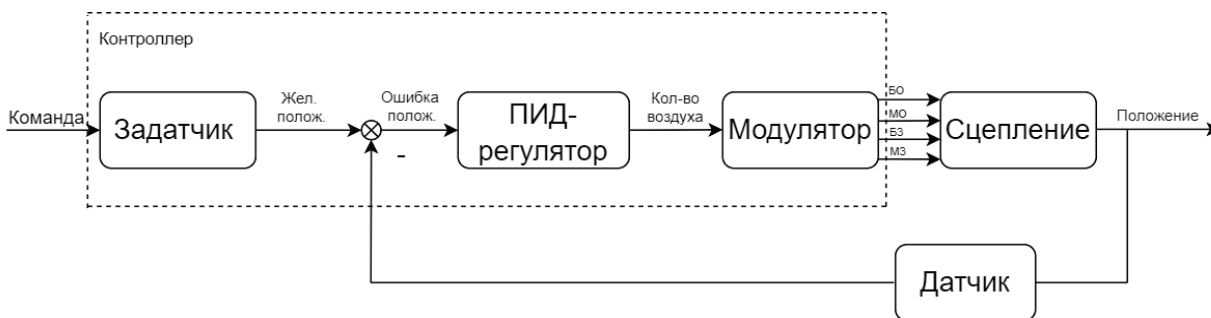 Контроллер
Команда
Задатчик
Жел.
полож.
Ошибка
полож.
-
ПИД-
регулятор
Кол-во
воздуха
Модулятор
БО
МО
БЗ
МЗ
Сцепление
Положение
Датчик